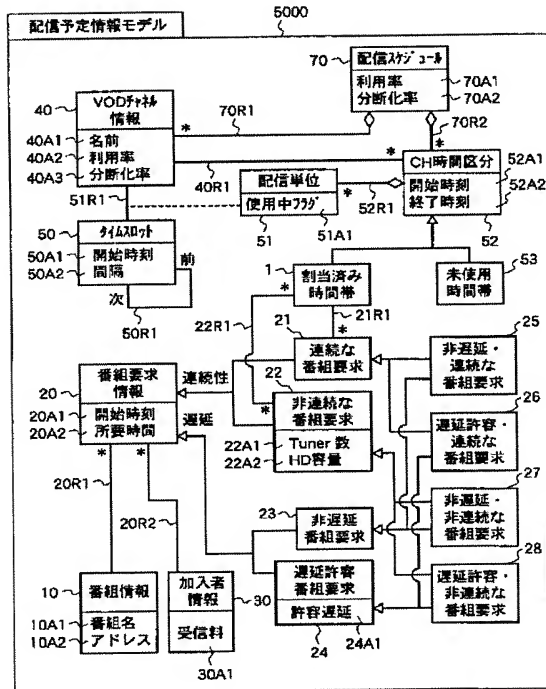 配信予定情報モデル
5000
70
配信スケジュール
利用率
分断化率
70A1
70A2
40
VODチャネル
情報
40A1
40A2
40A3
名前
利用率
分断化率
*
70R1
70R2
*
*
40R1
CH時間区分
開始時刻
終了時刻
52A1
52A2
52
51R1
配信単位
使用中フラグ
*
52R1
51
51A1
50
タイムスロット
50A1
50A2
開始時刻
間隔
前
次
50R1
1
割当済み
時間帯
*
未使用
時間帯
53
22R1
21R1
21
*
連続な
番組要求
25
非遅延・
連続な
番組要求
20
番組要求
情報
連続性
22
*
非連続な
番組要求
20A1
20A2
開始時刻
所要時間
*
*
遅延
22A1
22A2
Tuner 数
HD容量
26
遅延許容・
連続な
番組要求
20R1
20R2
23
非遅延
番組要求
27
非遅延・
非連続な
番組要求
10
番組情報
10A1
10A2
番組名
アドレス
加入者
情報
30
受信料
30A1
遅延許容
番組要求
許容遅延
24
24A1
28
遅延許容・
非連続な
番組要求